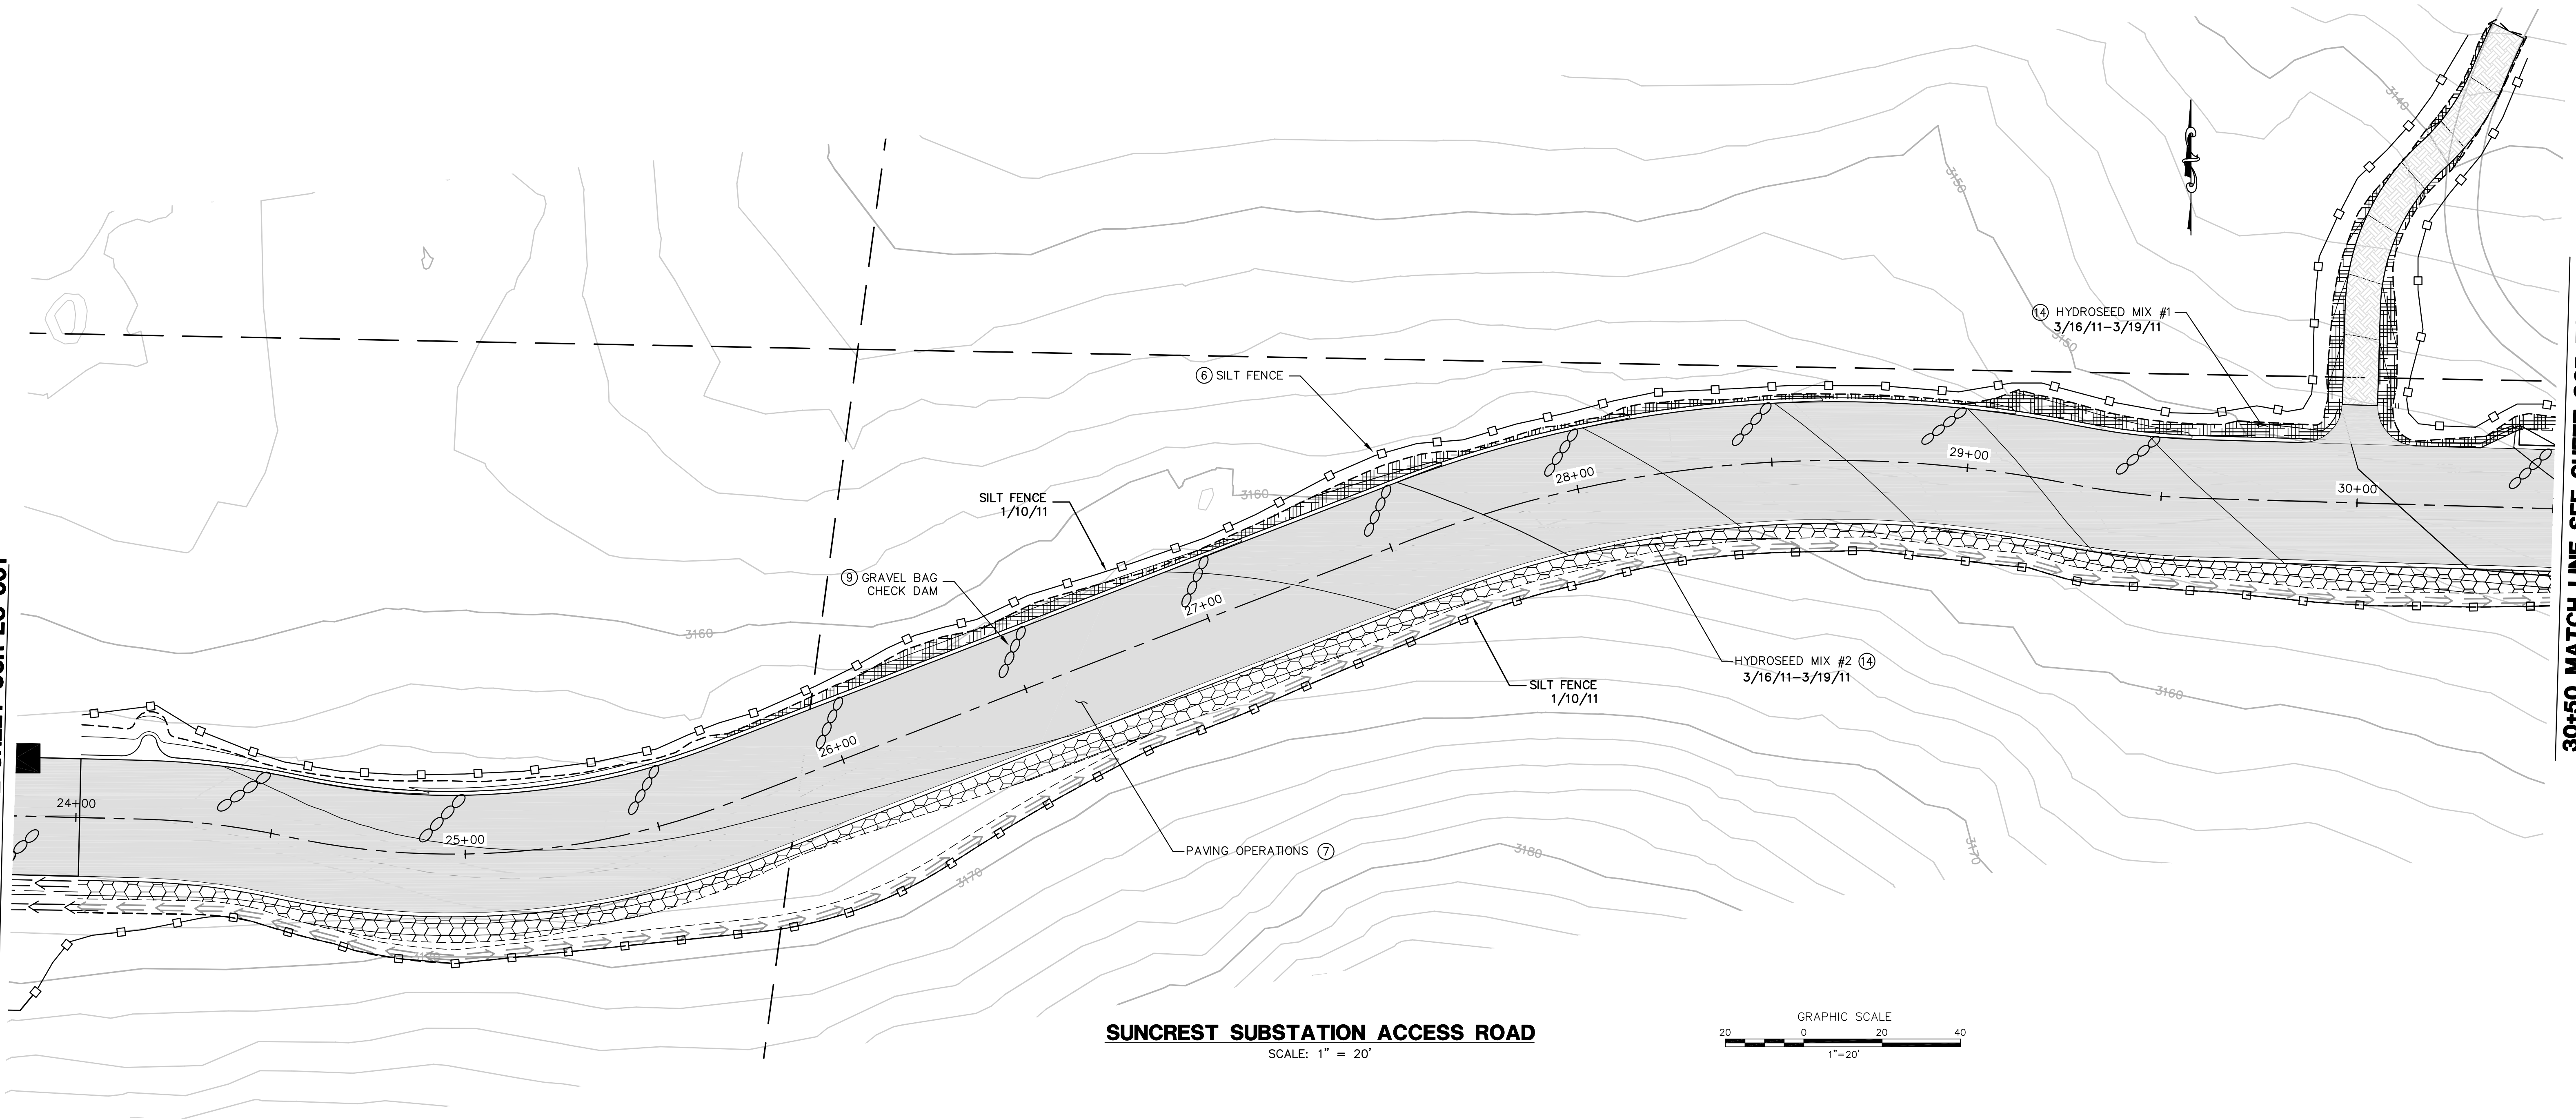 3140
3150
14 HYDROSEED MIX #1
3/16/11-3/19/11
3150
6 SILT FENCE
29+00
28+00
30+00
SILT FENCE
1/10/11
3160
9 GRAVEL BAG
CHECK DAM
27+00
3160
HYDROSEED MIX #2 14
3/16/11-3/19/11
SILT FENCE
1/10/11
3160
26+00
24+00
25+00
PAVING OPERATIONS 7
3180
3170
3170
SUNCREST SUBSTATION ACCESS ROAD
SCALE: 1" = 20'
GRAPHIC SCALE
20 0 20 40
1"=20'
30+50 MATCH LINE SEE SHEET